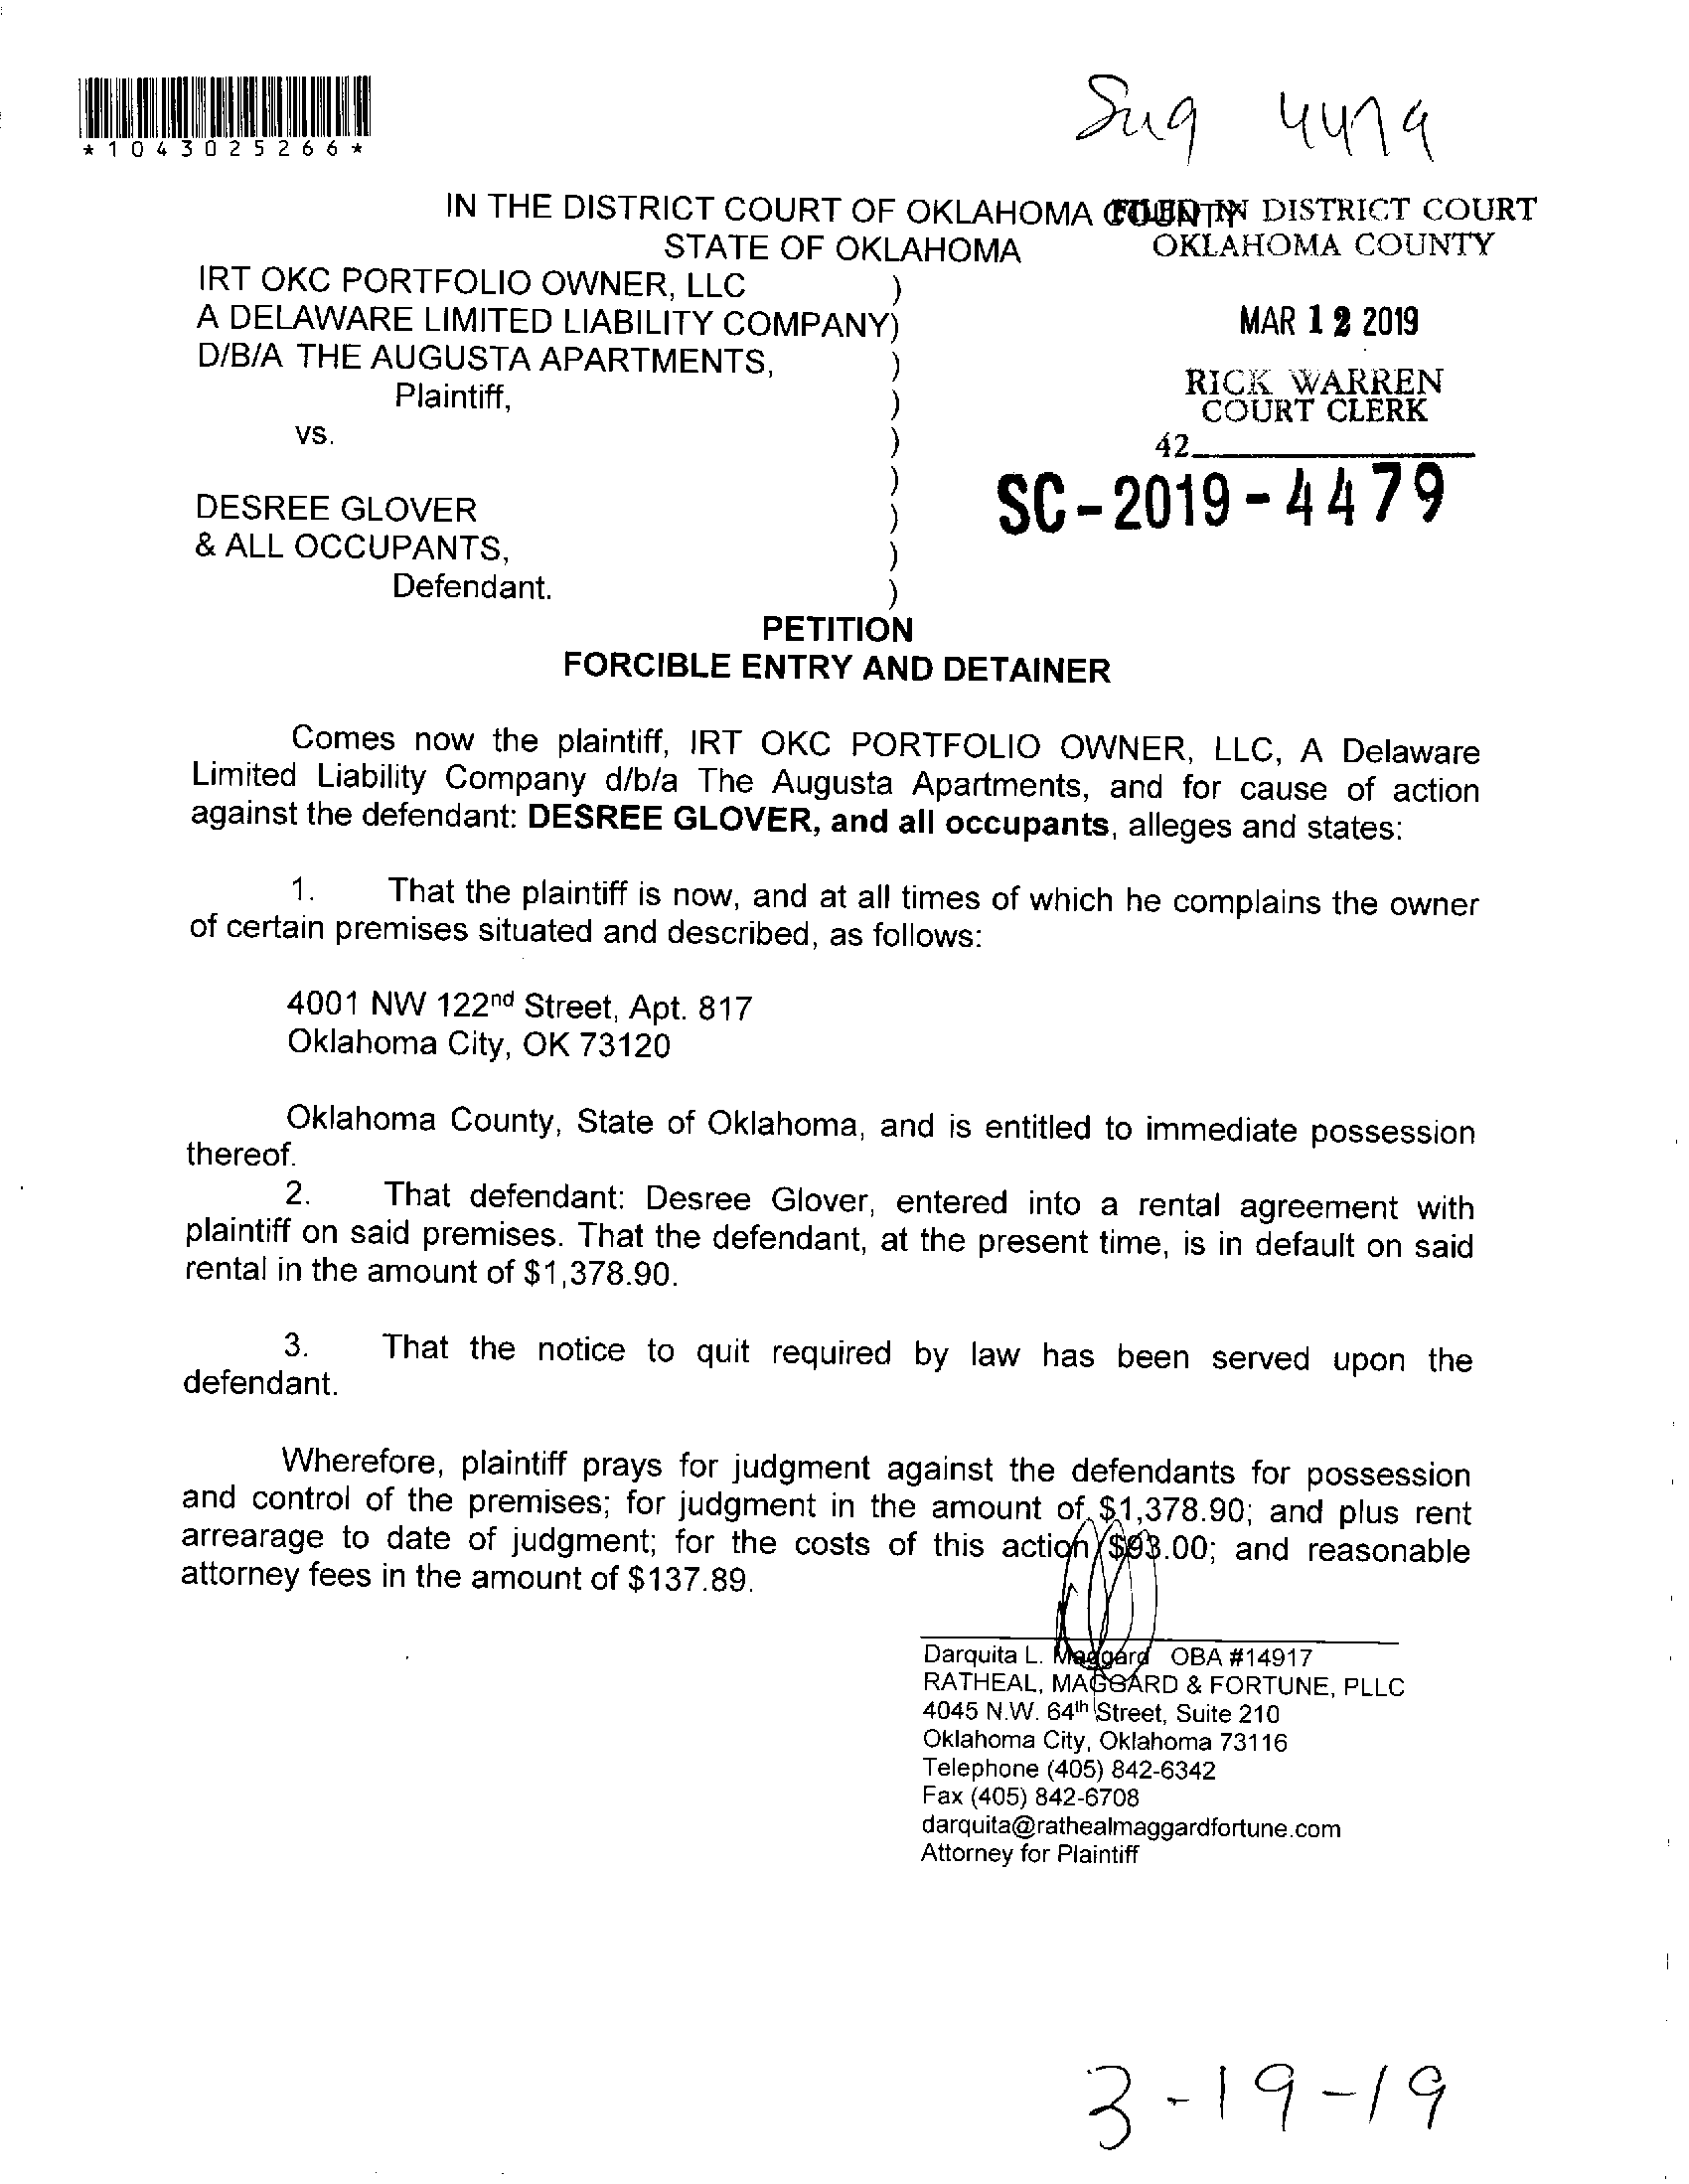 *1043025266*
4479
IN THE DISTRICT COURT OF OKLAHOMA COUNTY
FILED IN DISTRICT COURT
STATE OF OKLAHOMA
OKLAHOMA COUNTY
IRT OKC PORTFOLIO OWNER, LLC )
A DELAWARE LIMITED LIABILITY COMPANY)
MAR 12 2019
D/B/A THE AUGUSTA APARTMENTS, )
Plaintiff, )
RICK WARREN
COURT CLERK
vs. )
42
)
SC-2019-4479
DESREE GLOVER )
& ALL OCCUPANTS, )
Defendant. )
PETITION
FORCIBLE ENTRY AND DETAINER
Comes now the plaintiff, IRT OKC PORTFOLIO OWNER, LLC, A Delaware
Limited Liability Company d/b/a The Augusta Apartments, and for cause of action
against the defendant: DESREE GLOVER, and all occupants, alleges and states:
1. That the plaintiff is now, and at all times of which he complains the owner
of certain premises situated and described, as follows:
4001 NW 122nd Street, Apt. 817
Oklahoma City, OK 73120
Oklahoma County, State of Oklahoma, and is entitled to immediate possession
thereof.
2. That defendant: Desree Glover, entered into a rental agreement with
plaintiff on said premises. That the defendant, at the present time, is in default on said
rental in the amount of $1,378.90.
3. That the notice to quit required by law has been served upon the
defendant.
Wherefore, plaintiff prays for judgment against the defendants for possession
and control of the premises; for judgment in the amount of $1,378.90; and plus rent
arrearage to date of judgment; for the costs of this action $93.00; and reasonable
attorney fees in the amount of $137.89.
Darquita L. Maggard OBA #14917
RATHEAL, MAGGARD & FORTUNE, PLLC
4045 N.W. 64th Street, Suite 210
Oklahoma City, Oklahoma 73116
Telephone (405) 842-6342
Fax (405) 842-6708
darquita@rathealmaggardfortune.com
Attorney for Plaintiff
3-19-19